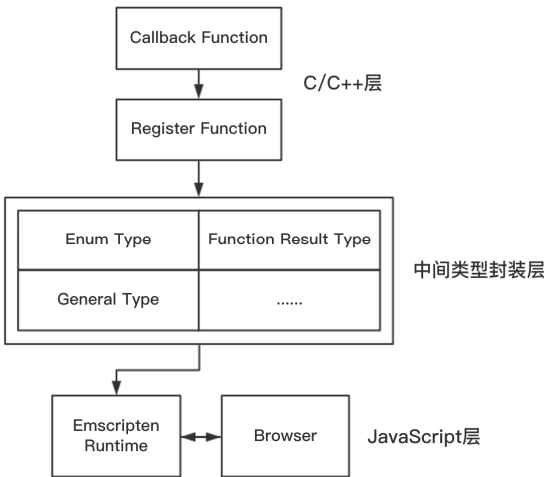 Callback Function
C/C++层
Register Function
Enum Type
Function Result Type
General Type
......
中间类型封装层
Emscripten
Runtime
Browser
JavaScript层